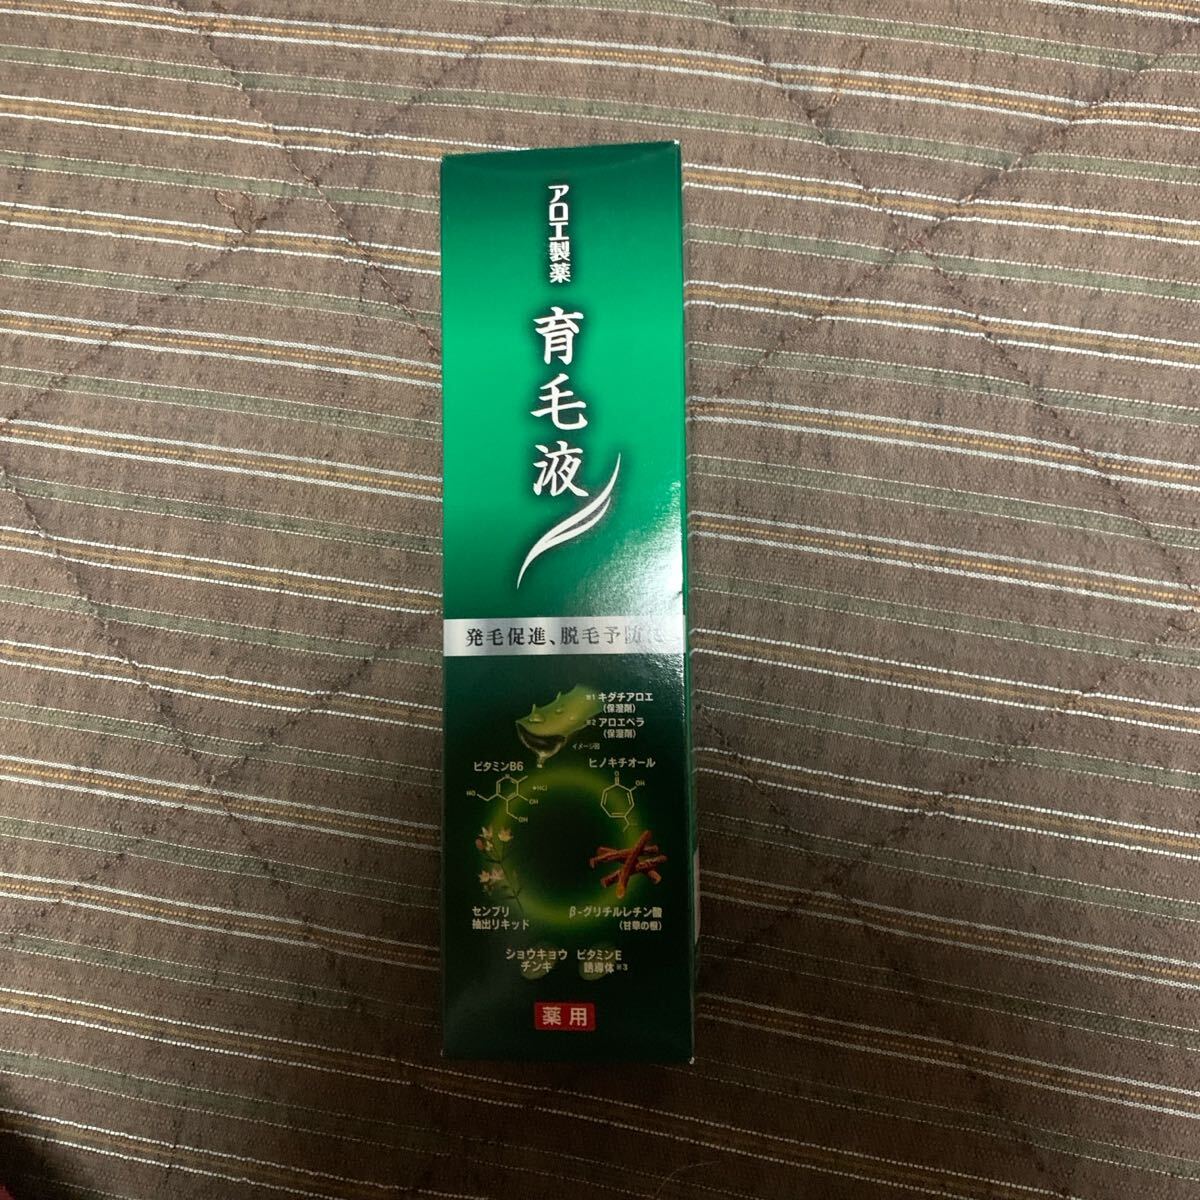 アロエ製薬
育毛液
発毛促進、脱毛予防に
※1 キダチアロエ
(保湿剤)
※2 アロエベラ
(保湿剤)
イメージ図
ビタミンB6
ヒノキチオール
HO
•HCl
OH
OH
O
OH
センブリ
抽出リキッド
β-グリチルレチン酸
(甘草の根)
ショウキョウ
チンキ
ビタミンE
誘導体※3
薬用